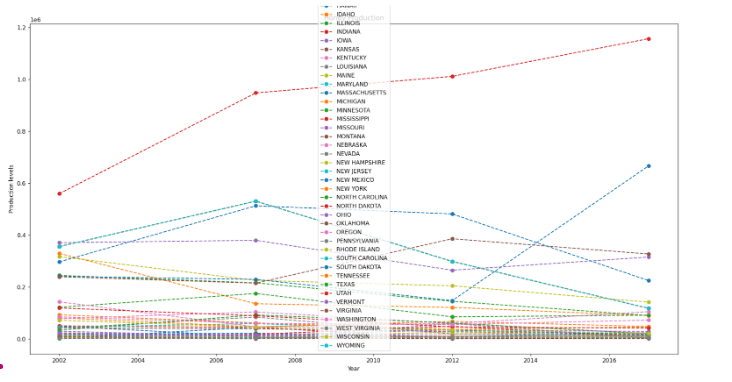 1e6
IDAHO
Production
ILLINOIS
INDIANA
IOWA
KANSAS
KENTUCKY
LOUISIANA
MAINE
MARYLAND
MASSACHUSETTS
MICHIGAN
MINNESOTA
MISSISSIPPI
MISSOURI
MONTANA
NEBRASKA
NEVADA
NEW HAMPSHIRE
NEW JERSEY
NEW MEXICO
NEW YORK
NORTH CAROLINA
NORTH DAKOTA
OHIO
OKLAHOMA
OREGON
PENNSYLVANIA
RHODE ISLAND
SOUTH CAROLINA
SOUTH DAKOTA
TENNESSEE
TEXAS
UTAH
VERMONT
VIRGINIA
WASHINGTON
WEST VIRGINIA
WISCONSIN
WYOMING
1.2
1.0
0.8
0.6
0.4
0.2
0.0
Production levels
2002
2004
2006
2008
2010
2012
2014
2016
Year